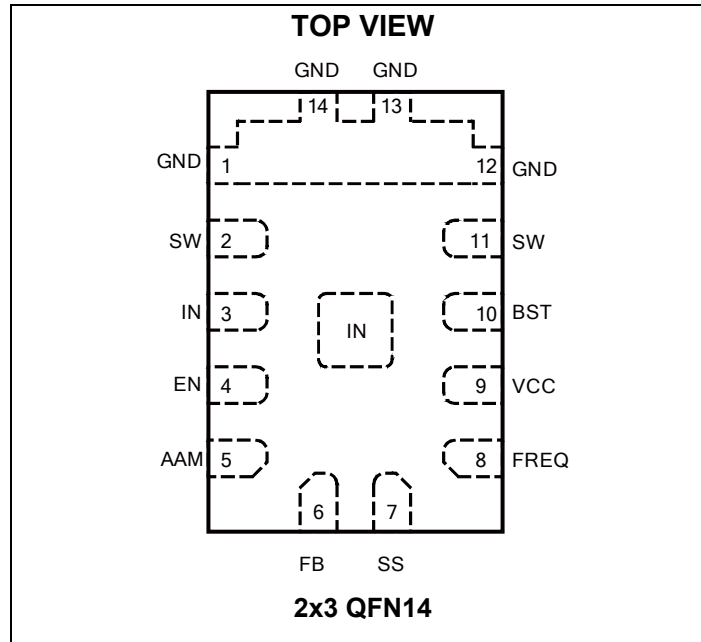 TOP VIEW
GND GND
14 13
GND 1 12 GND
SW 2 11 SW
IN 3 IN 10 BST
EN 4 9 VCC
AAM 5 8 FREQ
6 7
FB SS
2x3 QFN14